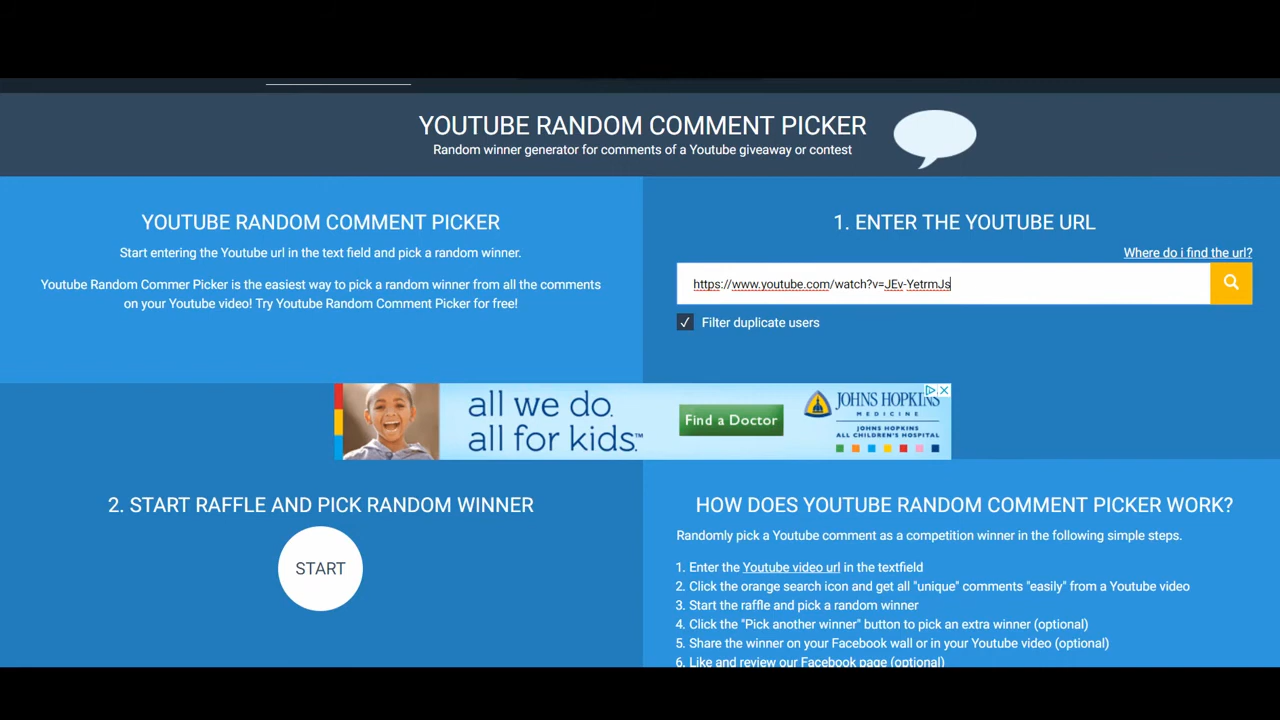 YOUTUBE RANDOM COMMENT PICKER
Random winner generator for comments of a Youtube giveaway or contest
YOUTUBE RANDOM COMMENT PICKER
Start entering the Youtube url in the text field and pick a random winner.
Youtube Random Commer Picker is the easiest way to pick a random winner from all the comments
on your Youtube video! Try Youtube Random Comment Picker for free!
1. ENTER THE YOUTUBE URL
Where do i find the url?
https://www.youtube.com/watch?v=JEv-YetrmJs
Filter duplicate users
all we do.
all for kids™
Find a Doctor
JOHNS HOPKINS
MEDICINE
JOHNS HOPKINS
ALL CHILDREN'S HOSPITAL
2. START RAFFLE AND PICK RANDOM WINNER
START
HOW DOES YOUTUBE RANDOM COMMENT PICKER WORK?
Randomly pick a Youtube comment as a competition winner in the following simple steps.
1. Enter the Youtube video url in the textfield
2. Click the orange search icon and get all "unique" comments "easily" from a Youtube video
3. Start the raffle and pick a random winner
4. Click the "Pick another winner" button to pick an extra winner (optional)
5. Share the winner on your Facebook wall or in your Youtube video (optional)
6. Like and review our Facebook page (optional)